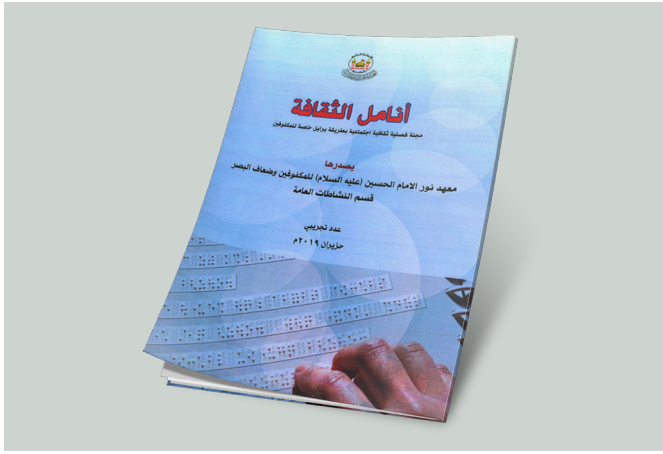 أنامل الثقافة
مجلة فصلية ثقافية اجتماعية بطريقة برايل خاصة للمكفوفين
يصدرها
معهد نور الامام الحسين (عليه السلام) للمكفوفين وضعاف البصر
قسم النشاطات العامة
عدد تجريبي
حزيران ٢٠١٩م